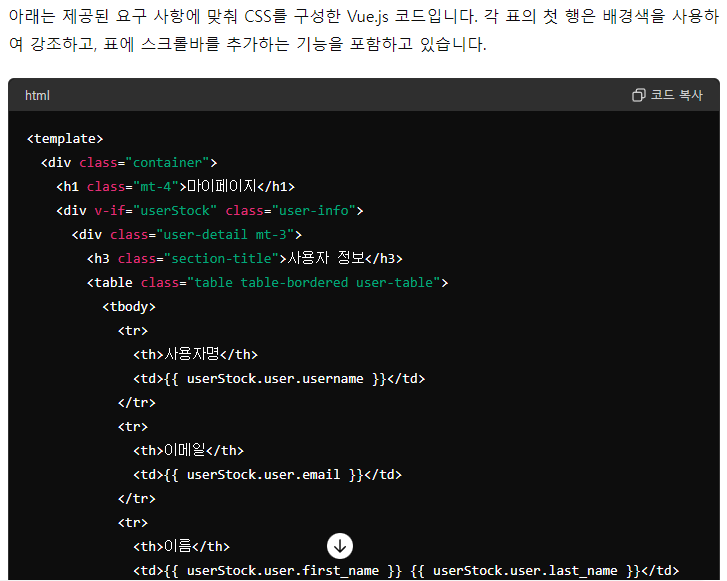 아래는 제공된 요구 사항에 맞춰 CSS를 구성한 Vue.js 코드입니다. 각 표의 첫 행은 배경색을 사용하
여 강조하고, 표에 스크롤바를 추가하는 기능을 포함하고 있습니다.
html 코드 복사
<template>
<div class="container">
<h1 class="mt-4">마이페이지</h1>
<div v-if="userStock" class="user-info">
<div class="user-detail mt-3">
<h3 class="section-title">사용자 정보</h3>
<table class="table table-bordered user-table">
<tbody>
<tr>
<th>사용자명</th>
<td>{{ userStock.user.username }}</td>
</tr>
<tr>
<th>이메일</th>
<td>{{ userStock.user.email }}</td>
</tr>
<tr>
<th>이름</th>
<td>{{ userStock.user.first_name }} {{ userStock.user.last_name }}</td>